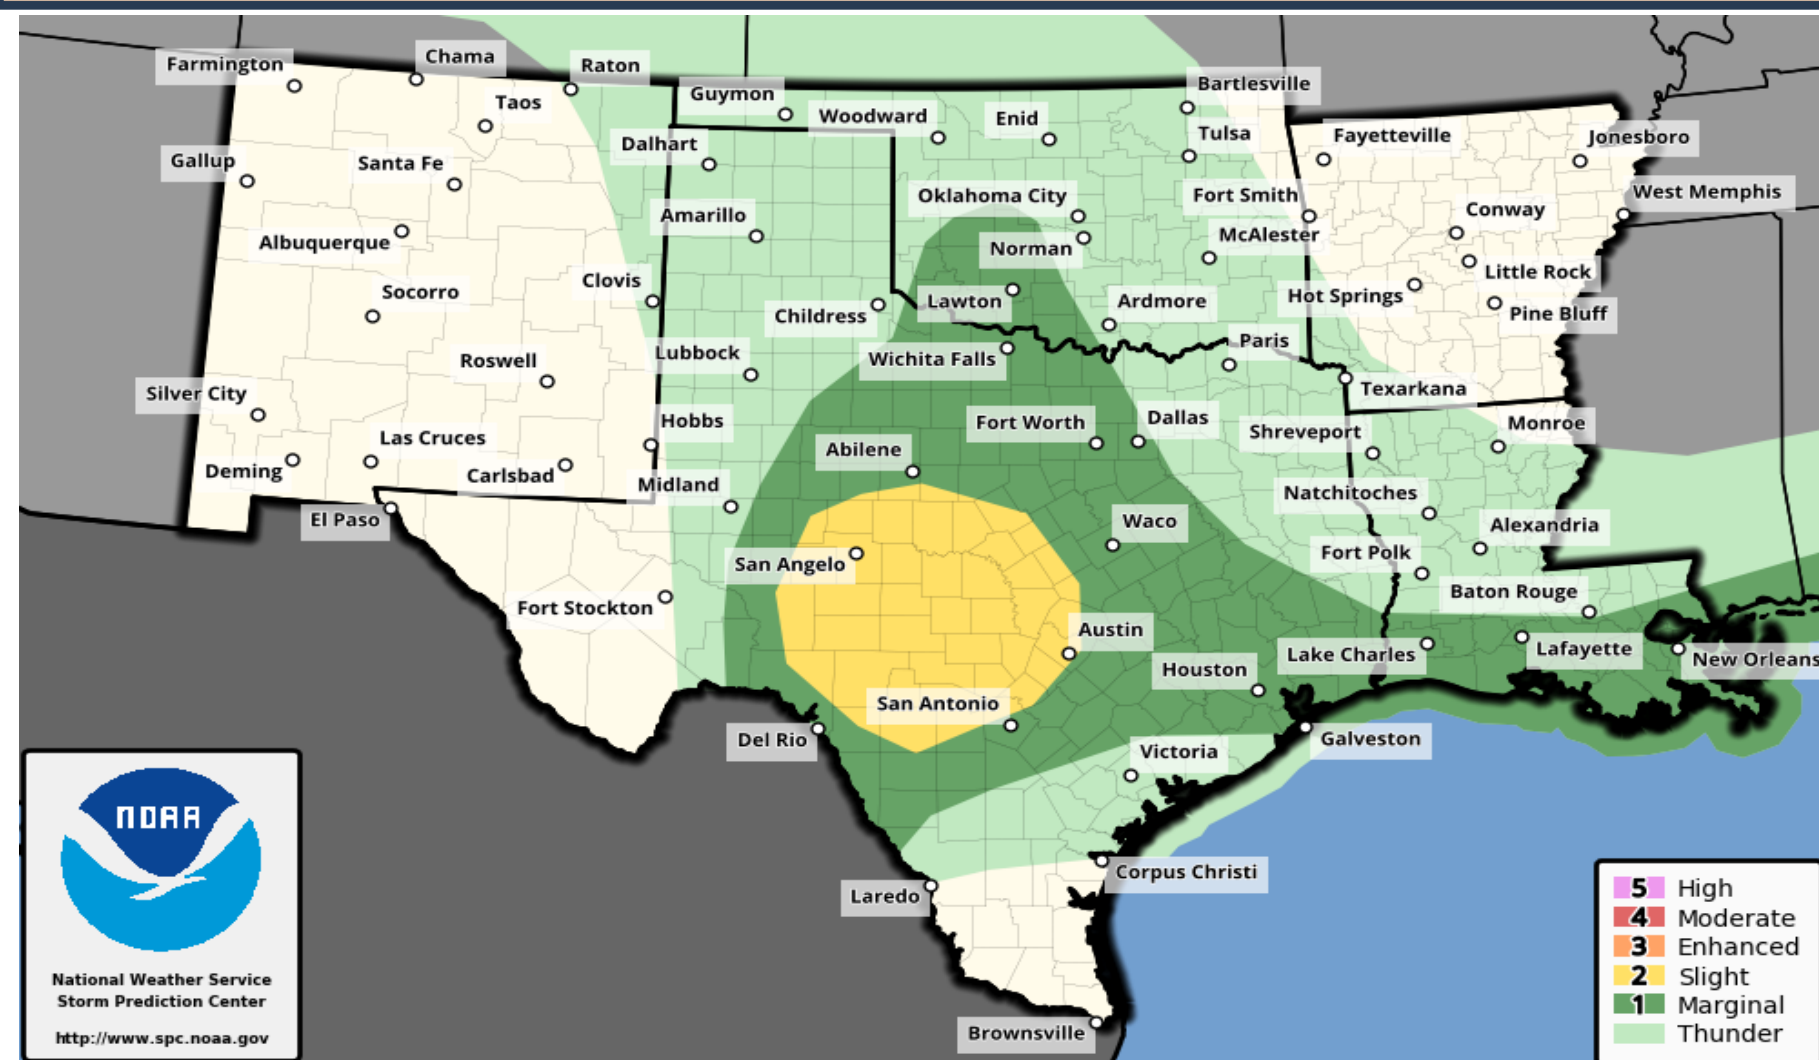 Farmington
Chama
Raton
Taos
Guymon
Woodward
Enid
Bartlesville
Tulsa
Fayetteville
Jonesboro
Gallup
Santa Fe
Dalhart
Oklahoma City
Fort Smith
West Memphis
Albuquerque
Amarillo
Norman
McAlester
Conway
Socorro
Clovis
Childress
Lawton
Ardmore
Hot Springs
Little Rock
Pine Bluff
Roswell
Lubbock
Wichita Falls
Paris
Texarkana
Silver City
Las Cruces
Hobbs
Abilene
Fort Worth
Dallas
Shreveport
Monroe
Deming
Carlsbad
Midland
Natchitoches
El Paso
Waco
Alexandria
San Angelo
Fort Polk
Fort Stockton
Baton Rouge
Austin
Houston
Lake Charles
Lafayette
New Orleans
San Antonio
Del Rio
Victoria
Galveston
Laredo
Corpus Christi
Brownsville
NOAA
National Weather Service
Storm Prediction Center
http://www.spc.noaa.gov
5 High
4 Moderate
3 Enhanced
2 Slight
1 Marginal
Thunder